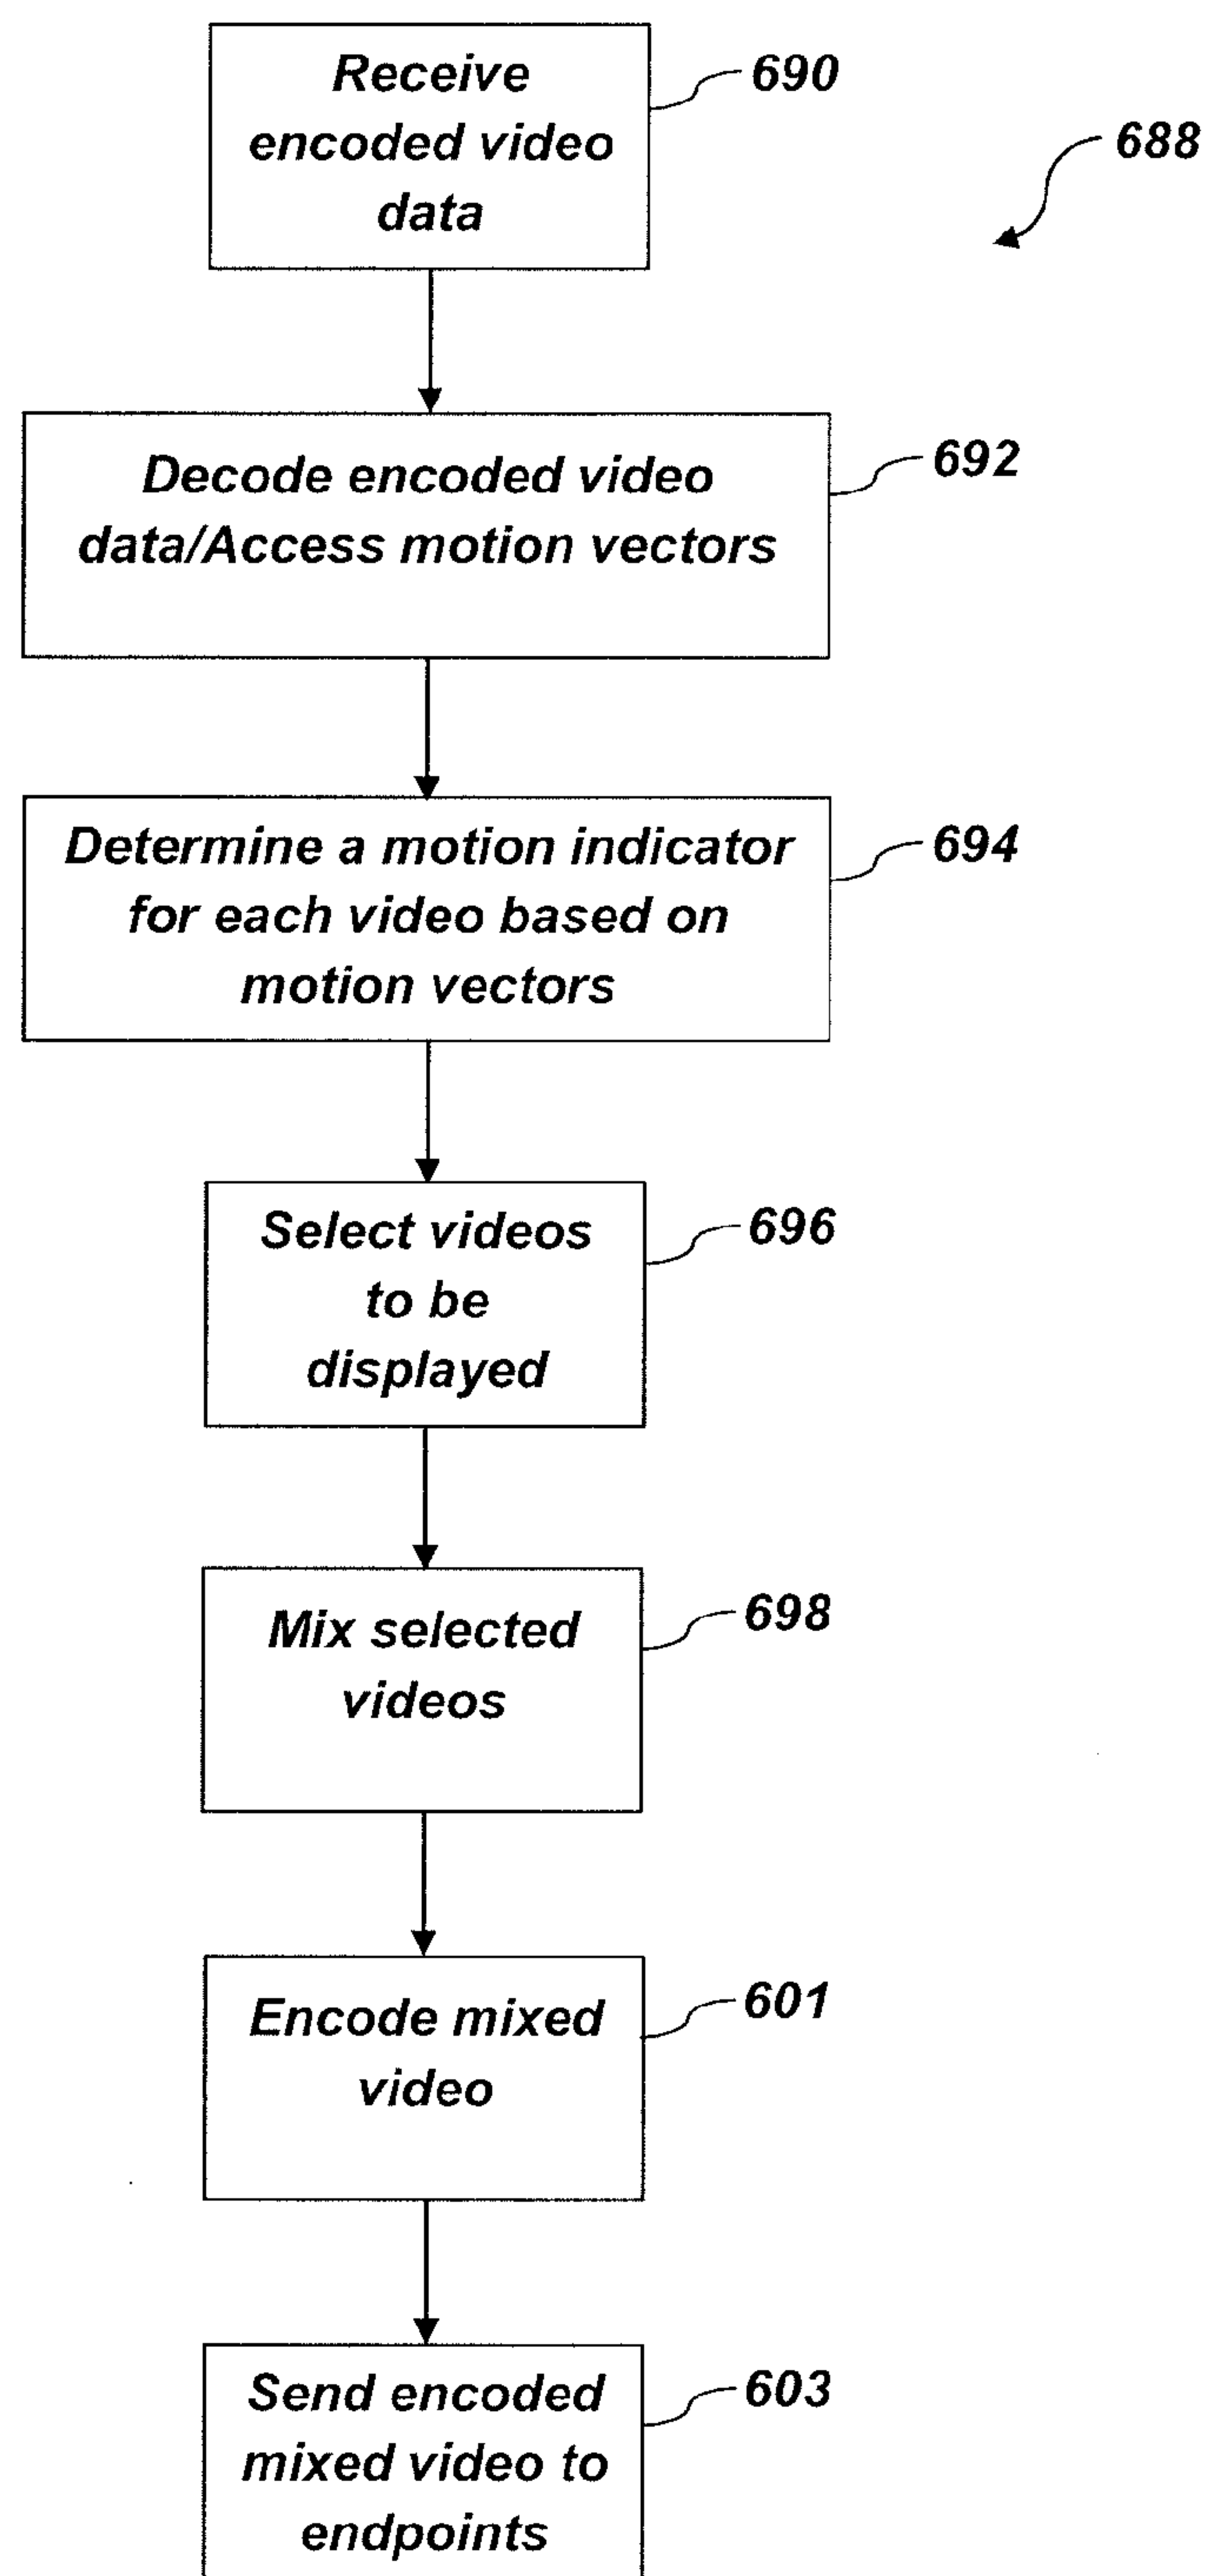 Receive
encoded video
data
690
688
Decode encoded video
data/Access motion vectors
692
Determine a motion indicator
for each video based on
motion vectors
694
Select videos
to be
displayed
696
Mix selected
videos
698
Encode mixed
video
601
Send encoded
mixed video to
endpoints
603